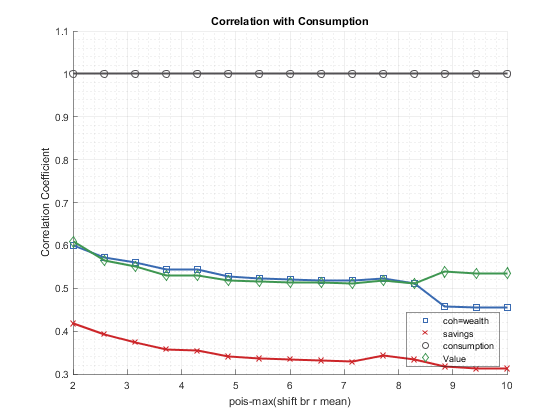 Correlation with Consumption
1.1
1
0.9
0.8
0.7
0.6
0.5
0.4
0.3
Correlation Coefficient
coh=wealth
savings
consumption
Value
2 3 4 5 6 7 8 9 10
pois-max(shift br r mean)